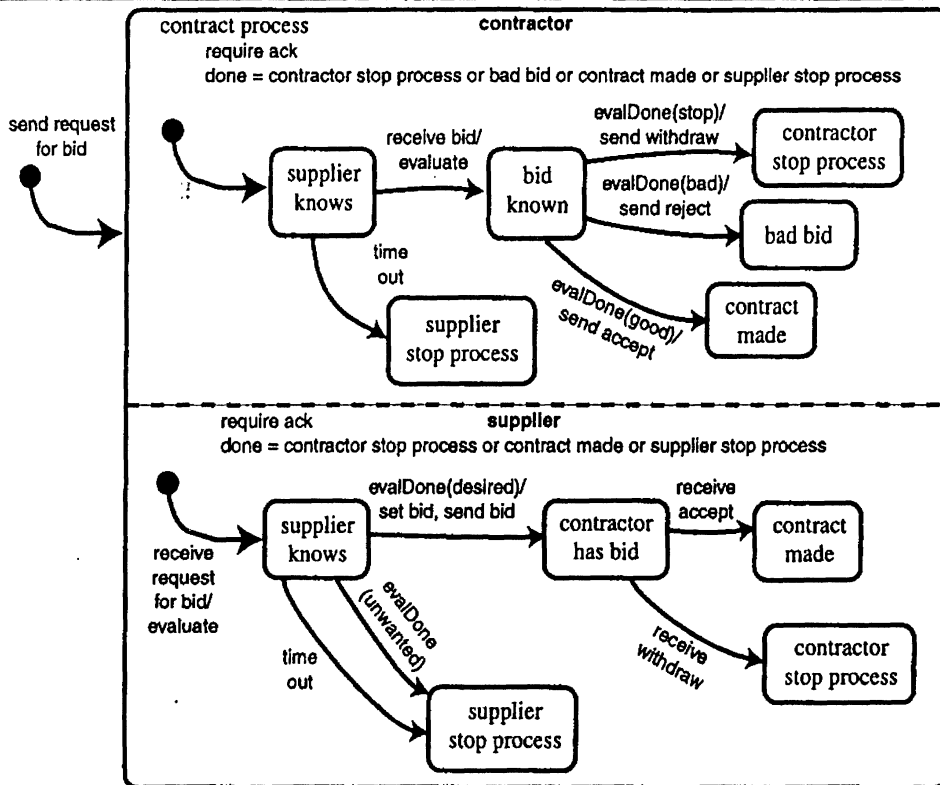 contract process
contractor
require ack
done = contractor stop process or bad bid or contract made or supplier stop process
send request
for bid
receive bid/
evaluate
evalDone(stop)/
send withdraw
contractor
stop process
supplier
knows
bid
known
evalDone(bad)/
send reject
bad bid
time
out
evalDone(good)/
send accept
contract
made
supplier
stop process
require ack
supplier
done = contractor stop process or contract made or supplier stop process
evalDone(desired)/
set bid, send bid
receive
accept
supplier
knows
contractor
has bid
contract
made
receive
request
for bid/
evaluate
evalDone
(unwanted)
time
out
receive
withdraw
contractor
stop process
supplier
stop process